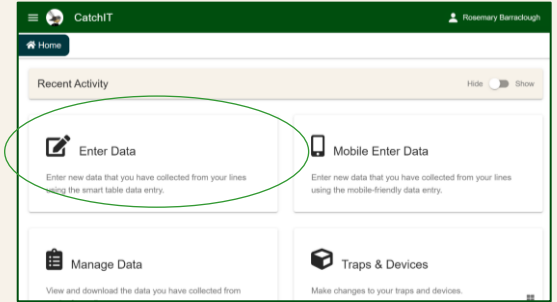 CatchIT
Rosemary Barraclough
Home
Recent Activity
Hide
Show
Enter Data
Enter new data that you have collected from your lines
using the smart table data entry.
Mobile Enter Data
Enter new data that you have collected from your lines
using the mobile-friendly data entry.
Manage Data
View and download the data you have collected from
Traps & Devices
Make changes to your traps and devices.